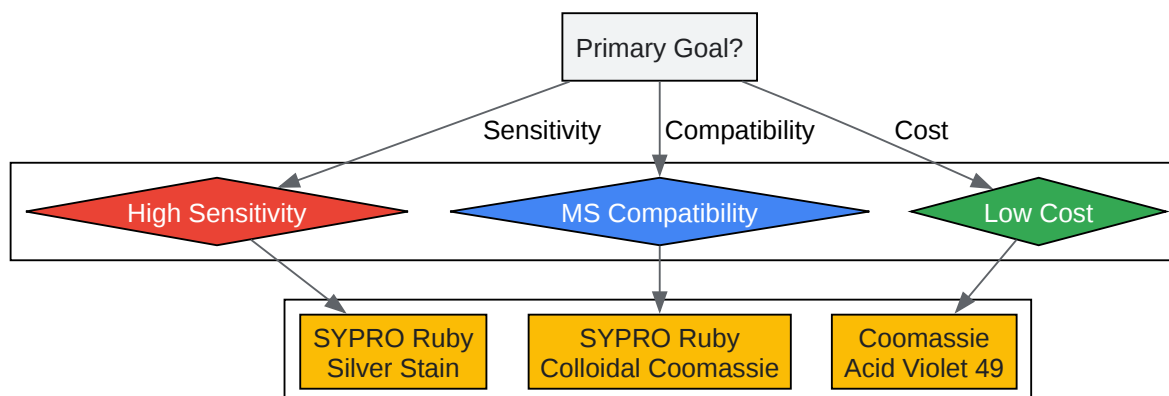 Primary Goal?
Sensitivity
Compatibility
Cost
High Sensitivity
MS Compatibility
Low Cost
SYPRO Ruby
Silver Stain
SYPRO Ruby
Colloidal Coomassie
Coomassie
Acid Violet 49